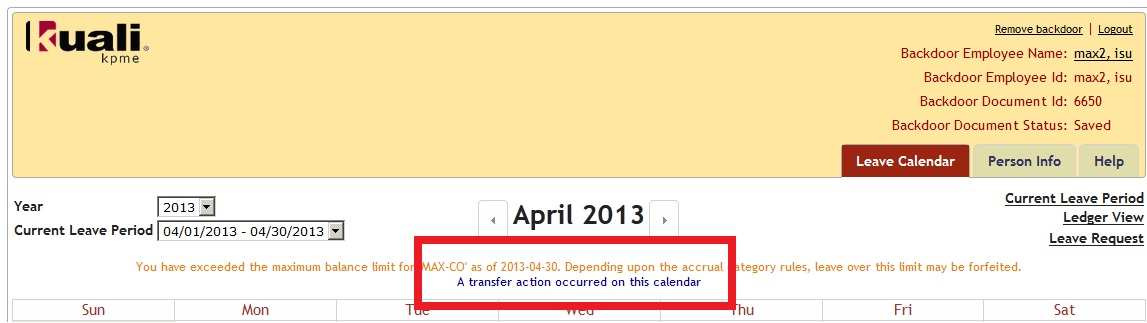 kuali
kpme
Remove backdoor | Logout
Backdoor Employee Name: max2, isu
Backdoor Employee Id: max2, isu
Backdoor Document Id: 6650
Backdoor Document Status: Saved
Leave Calendar Person Info Help
Year 2013
Current Leave Period 04/01/2013 - 04/30/2013
April 2013
Current Leave Period
Ledger View
Leave Request
You have exceeded the maximum balance limit for MAX-CO' as of 2013-04-30. Depending upon the accrual category rules, leave over this limit may be forfeited.
A transfer action occurred on this calendar
Sun Mon Tue Wed Thu Fri Sat